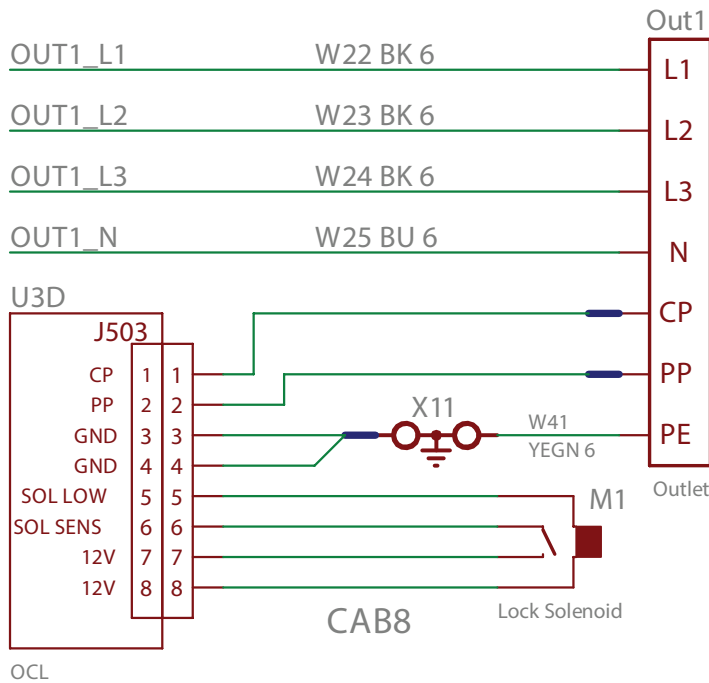 Out1
OUT1_L1 W22 BK 6 L1
OUT1_L2 W23 BK 6 L2
OUT1_L3 W24 BK 6 L3
OUT1_N W25 BU 6 N
U3D
CP
J503
CP 1 1
PP
PP 2 2
X11
W41
GND 3 3
PE
YEGN 6
GND 4 4
Outlet
SOL LOW 5 5
M1
SOL SENS 6 6
12V 7 7
12V 8 8
Lock Solenoid
CAB8
OCL